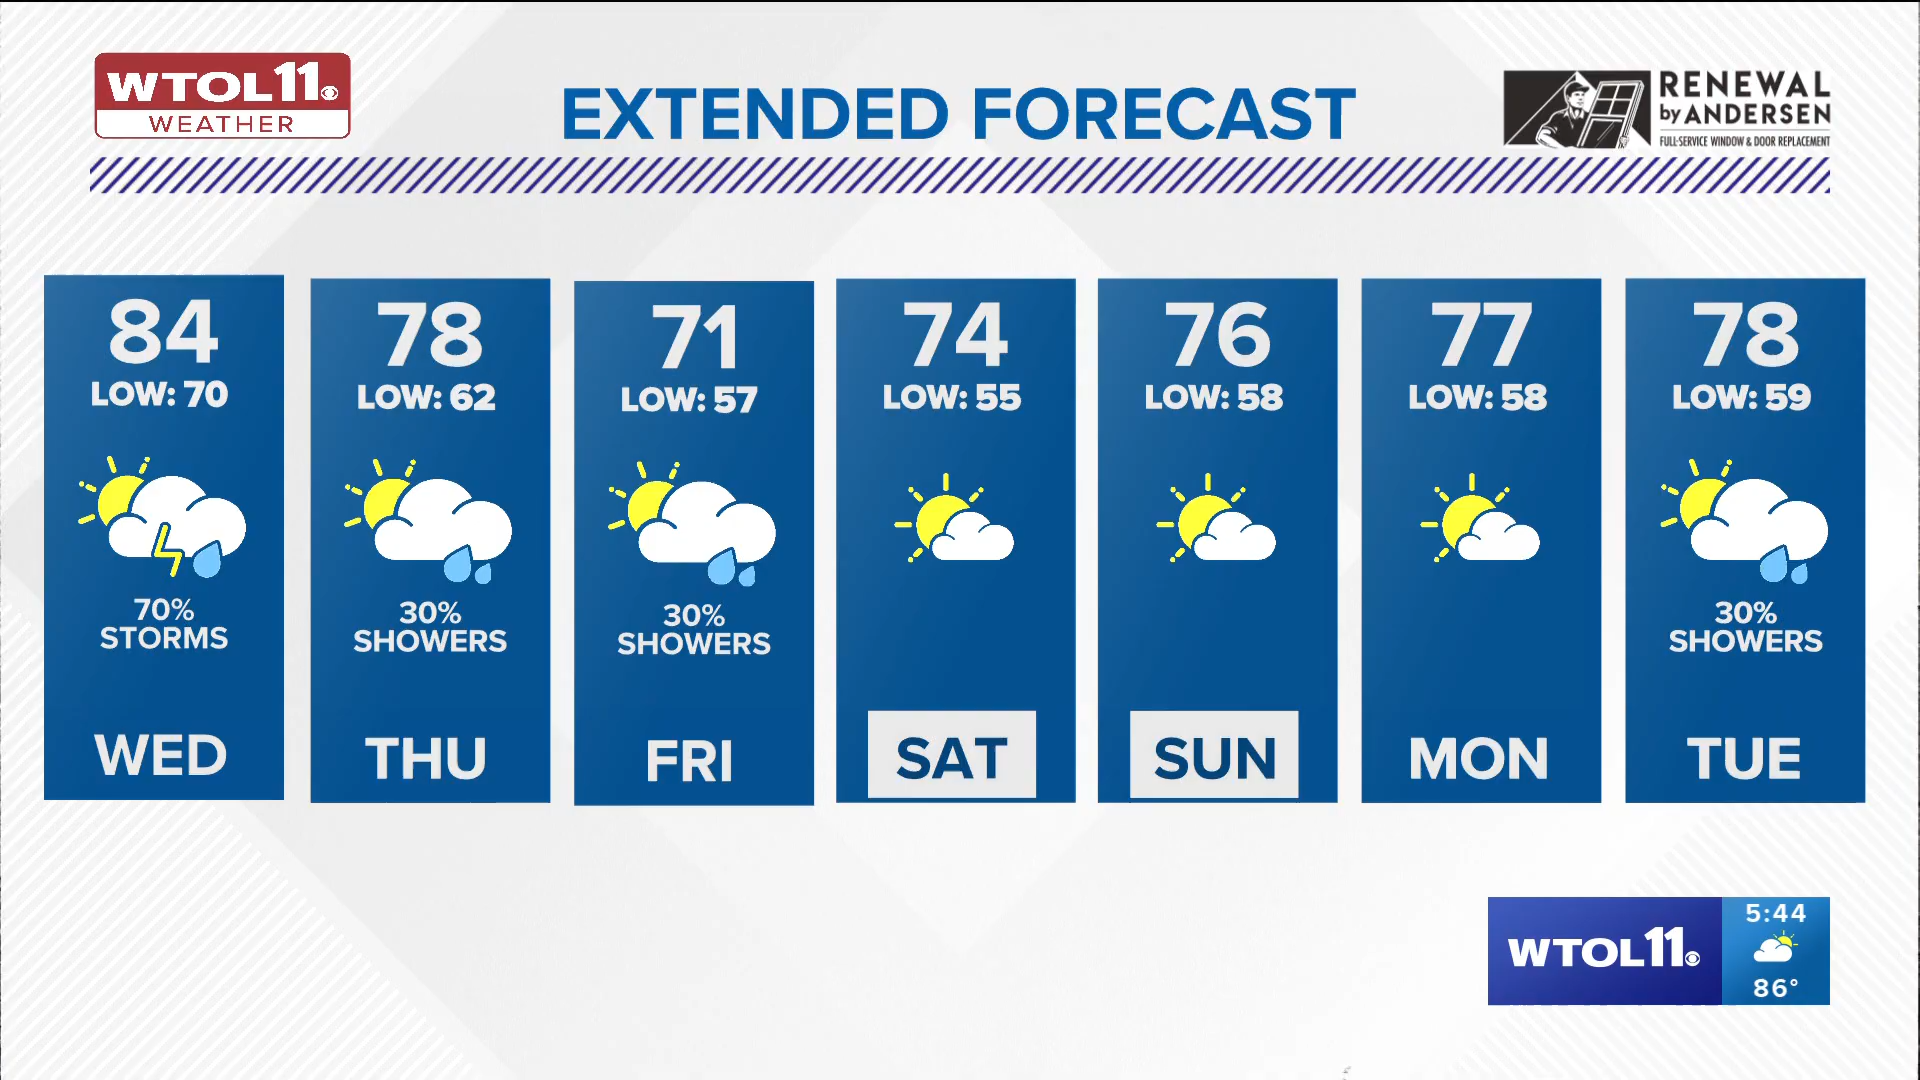 WTOL11
WEATHER
EXTENDED FORECAST
RENEWAL
by ANDERSEN
FULL-SERVICE WINDOW & DOOR REPLACEMENT
84
LOW: 70
70%
STORMS
WED
78
LOW: 62
30%
SHOWERS
THU
71
LOW: 57
30%
SHOWERS
FRI
74
LOW: 55
SAT
76
LOW: 58
SUN
77
LOW: 58
MON
78
LOW: 59
30%
SHOWERS
TUE
WTOL11
5:44
86°